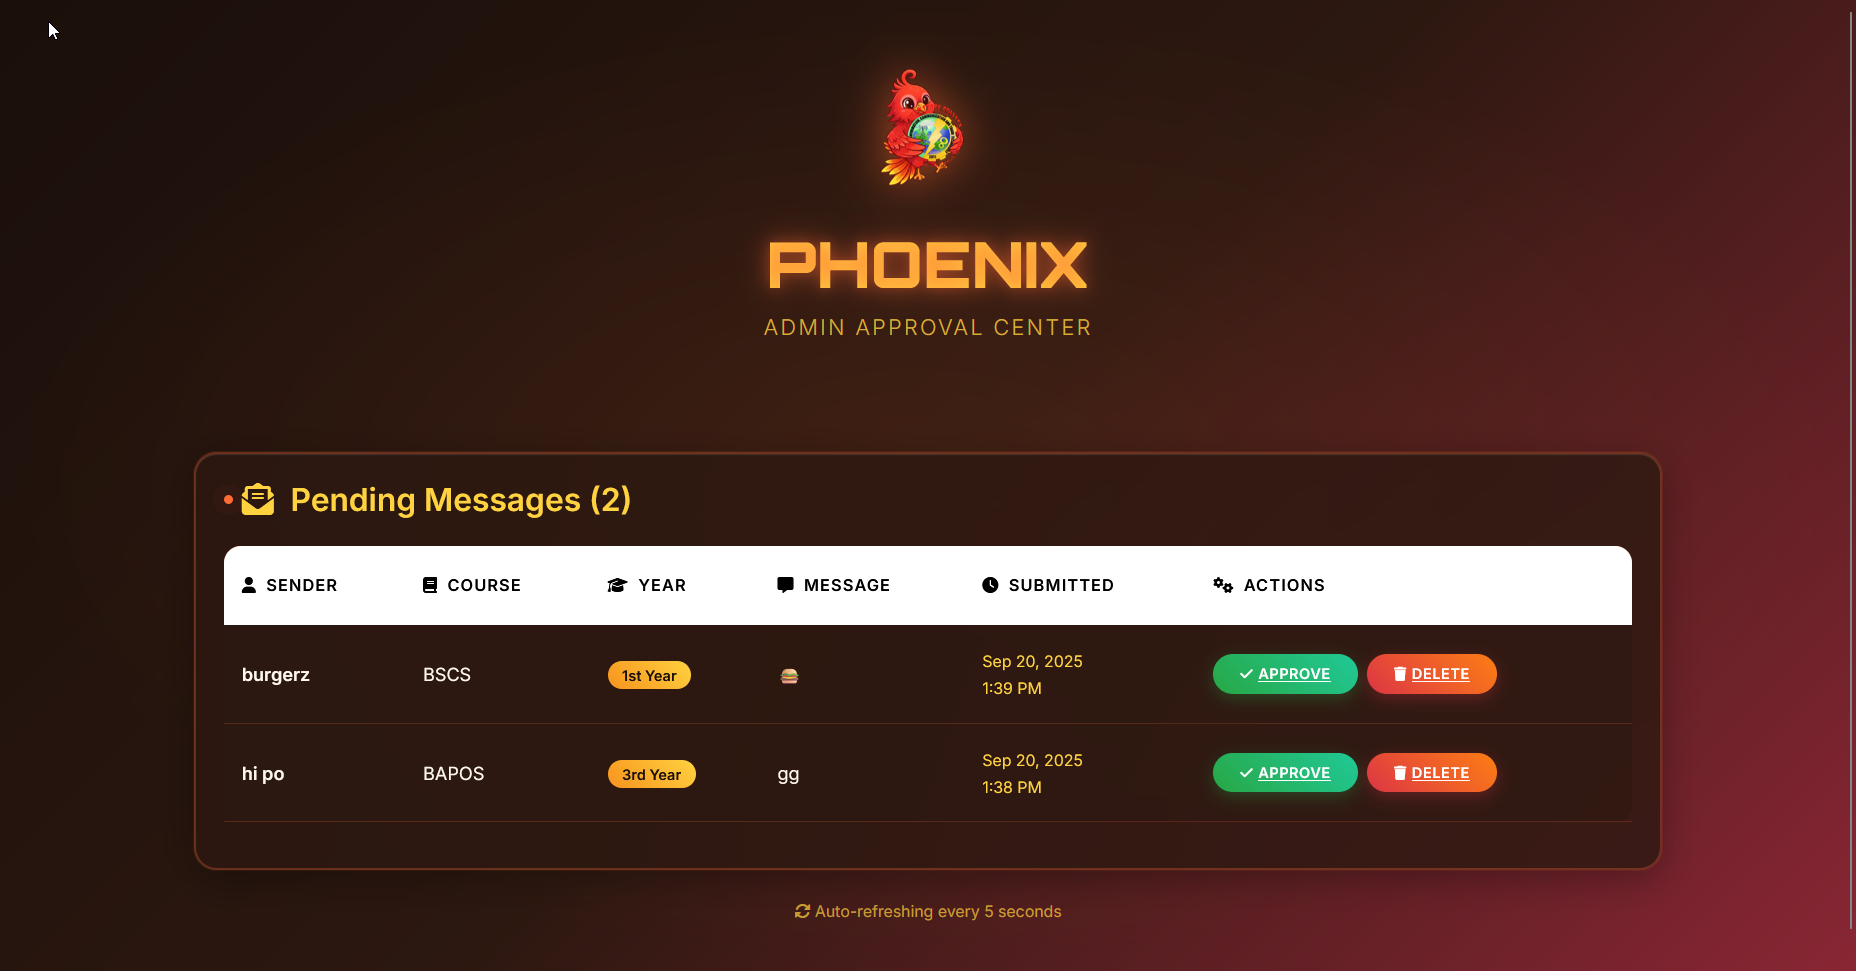 PHOENIX
ADMIN APPROVAL CENTER
Pending Messages (2)
SENDER COURSE YEAR MESSAGE SUBMITTED ACTIONS
burgerz BSCS 1st Year 🍔 Sep 20, 2025 1:39 PM APPROVE DELETE
hi po BAPOS 3rd Year gg Sep 20, 2025 1:38 PM APPROVE DELETE
Auto-refreshing every 5 seconds